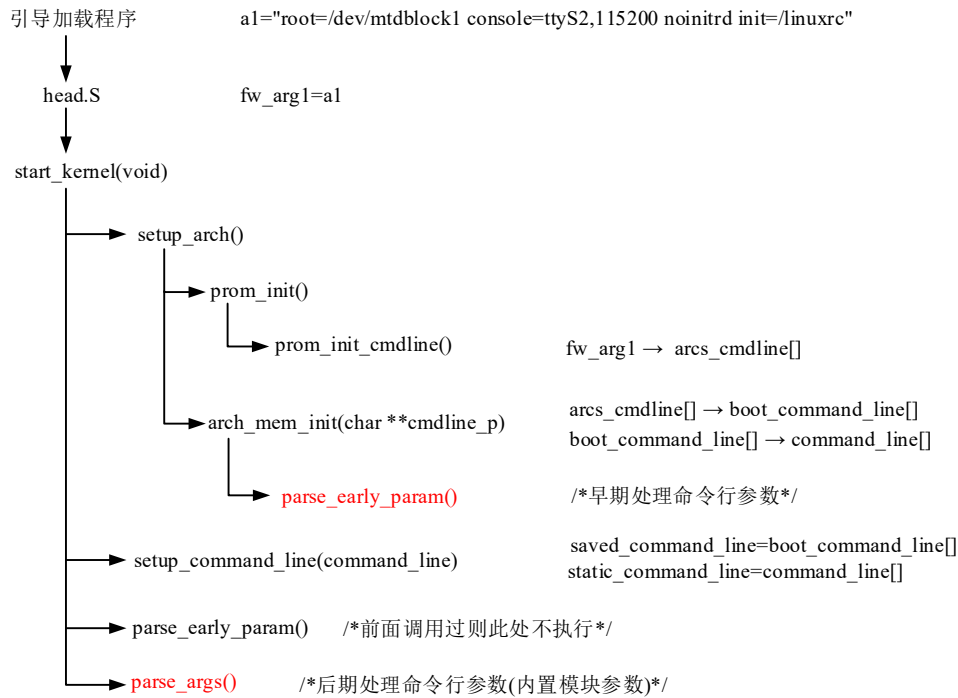 引导加载程序 a1="root=/dev/mtdblock1 console=ttyS2,115200 noinitrd init=/linuxrc"
head.S fw_arg1=a1
start_kernel(void)
setup_arch()
prom_init()
prom_init_cmdline() fw_arg1 → arcs_cmdline[]
arch_mem_init(char **cmdline_p) arcs_cmdline[] → boot_command_line[]
boot_command_line[] → command_line[]
parse_early_param() /*早期处理命令行参数*/
setup_command_line(command_line) saved_command_line=boot_command_line[]
static_command_line=command_line[]
parse_early_param() /*前面调用过则此处不执行*/
parse_args() /*后期处理命令行参数(内置模块参数)*/